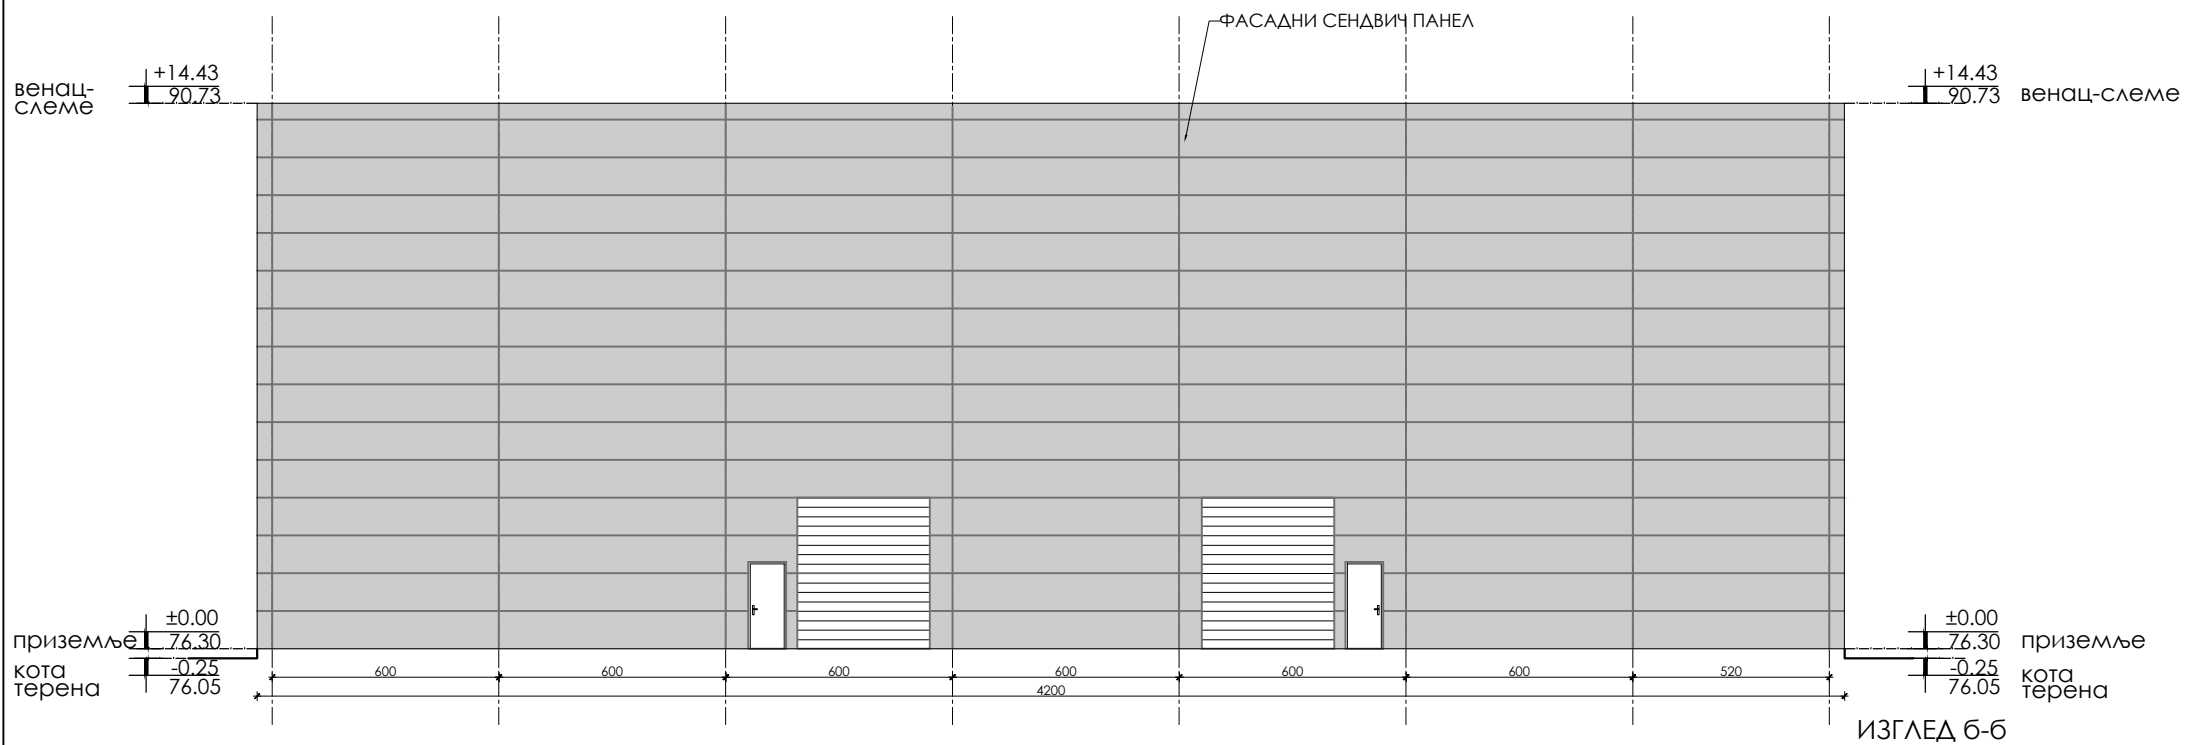 ФАСАДНИ СЕНДВИЧ ПАНЕЛ
венац-
слеме
+14.43
90.73
+14.43
90.73
венац-слеме
приземље
±0.00
76.30
кота
терена
-0.25
76.05
±0.00
76.30
приземље
-0.25
76.05
кота
терена
600 600 600 600 600 600 520
4200
ИЗГЛЕД б-б